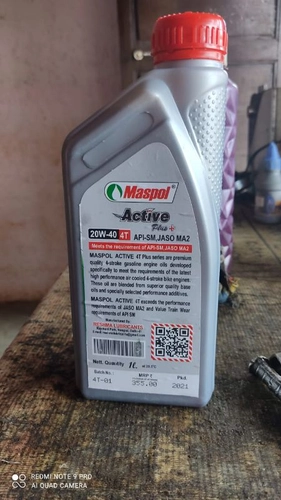 Maspol
Active
Plus+
20W-40 4T API-SM, JASO MA2
Meets the requirement of API-SM, JASO MA2
MASPOL ACTIVE 4T Plus series are premium
quality 4-stroke gasoline engine oils developed
specifically to meet the requirements of the latest
high performance air cooled 4-stroke bike engines.
These oil are blended from superior quality base
oils and specially selected performance additives.
MASPOL ACTIVE 4T exceeds the performance
requirements of JASO MA2 and Value Train Wear
requirements of API SM
Manufactured By:
LUBRICANTS
Nett. Quantity 1L
Batch No. MRP ₹ Pkd
4T-01 355.00 2021
REDMI NOTE 9 PRO
AI QUAD CAMERA